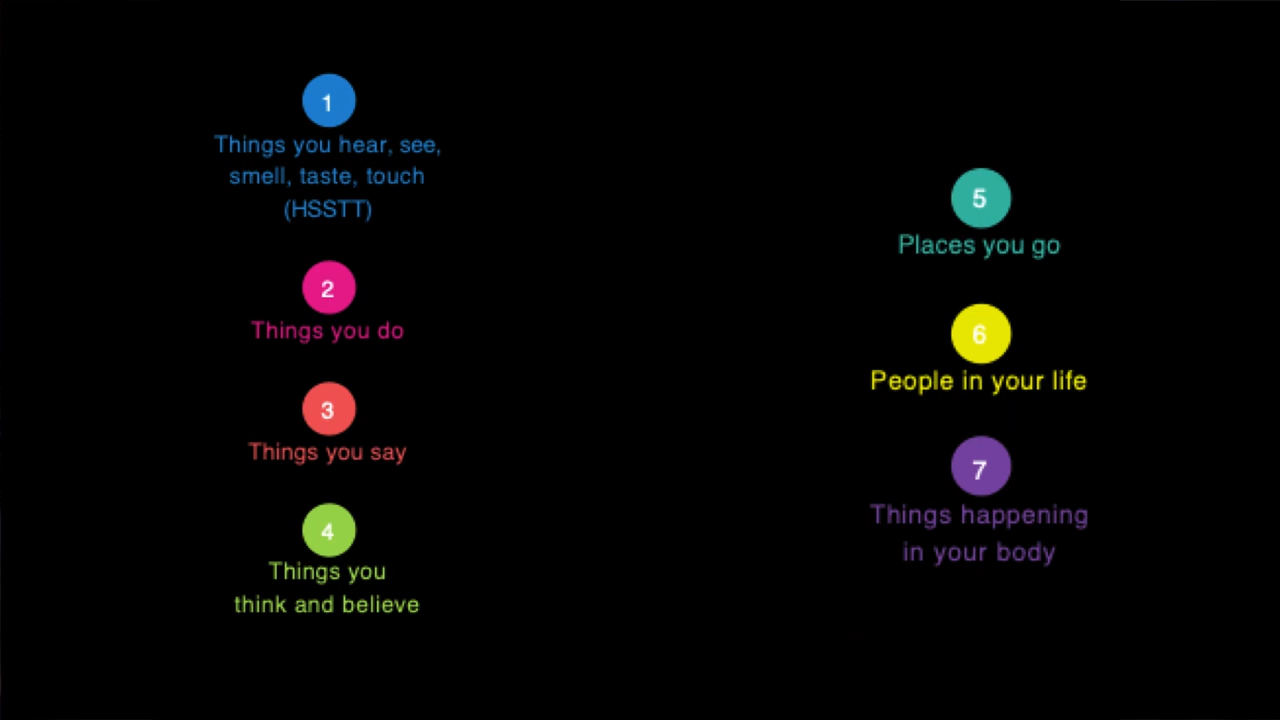 1
Things you hear, see,
smell, taste, touch
(HSSTT)
2
Things you do
3
Things you say
4
Things you
think and believe
5
Places you go
6
People in your life
7
Things happening
in your body